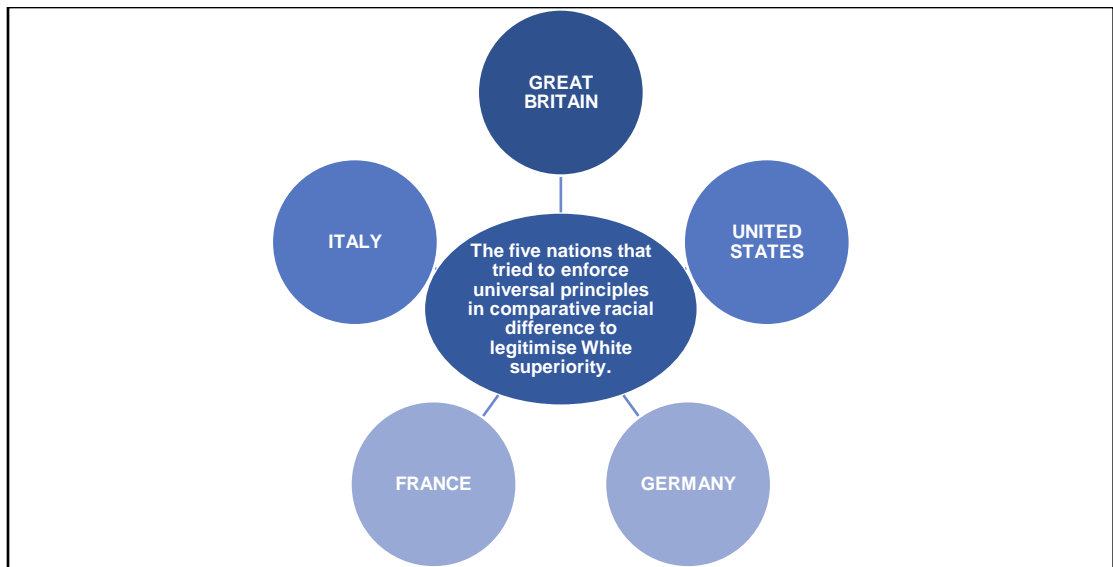 GREAT
BRITAIN
ITALY
UNITED
STATES
The five nations that
tried to enforce
universal principles
in comparative racial
difference to
legitimise White
superiority.
FRANCE
GERMANY